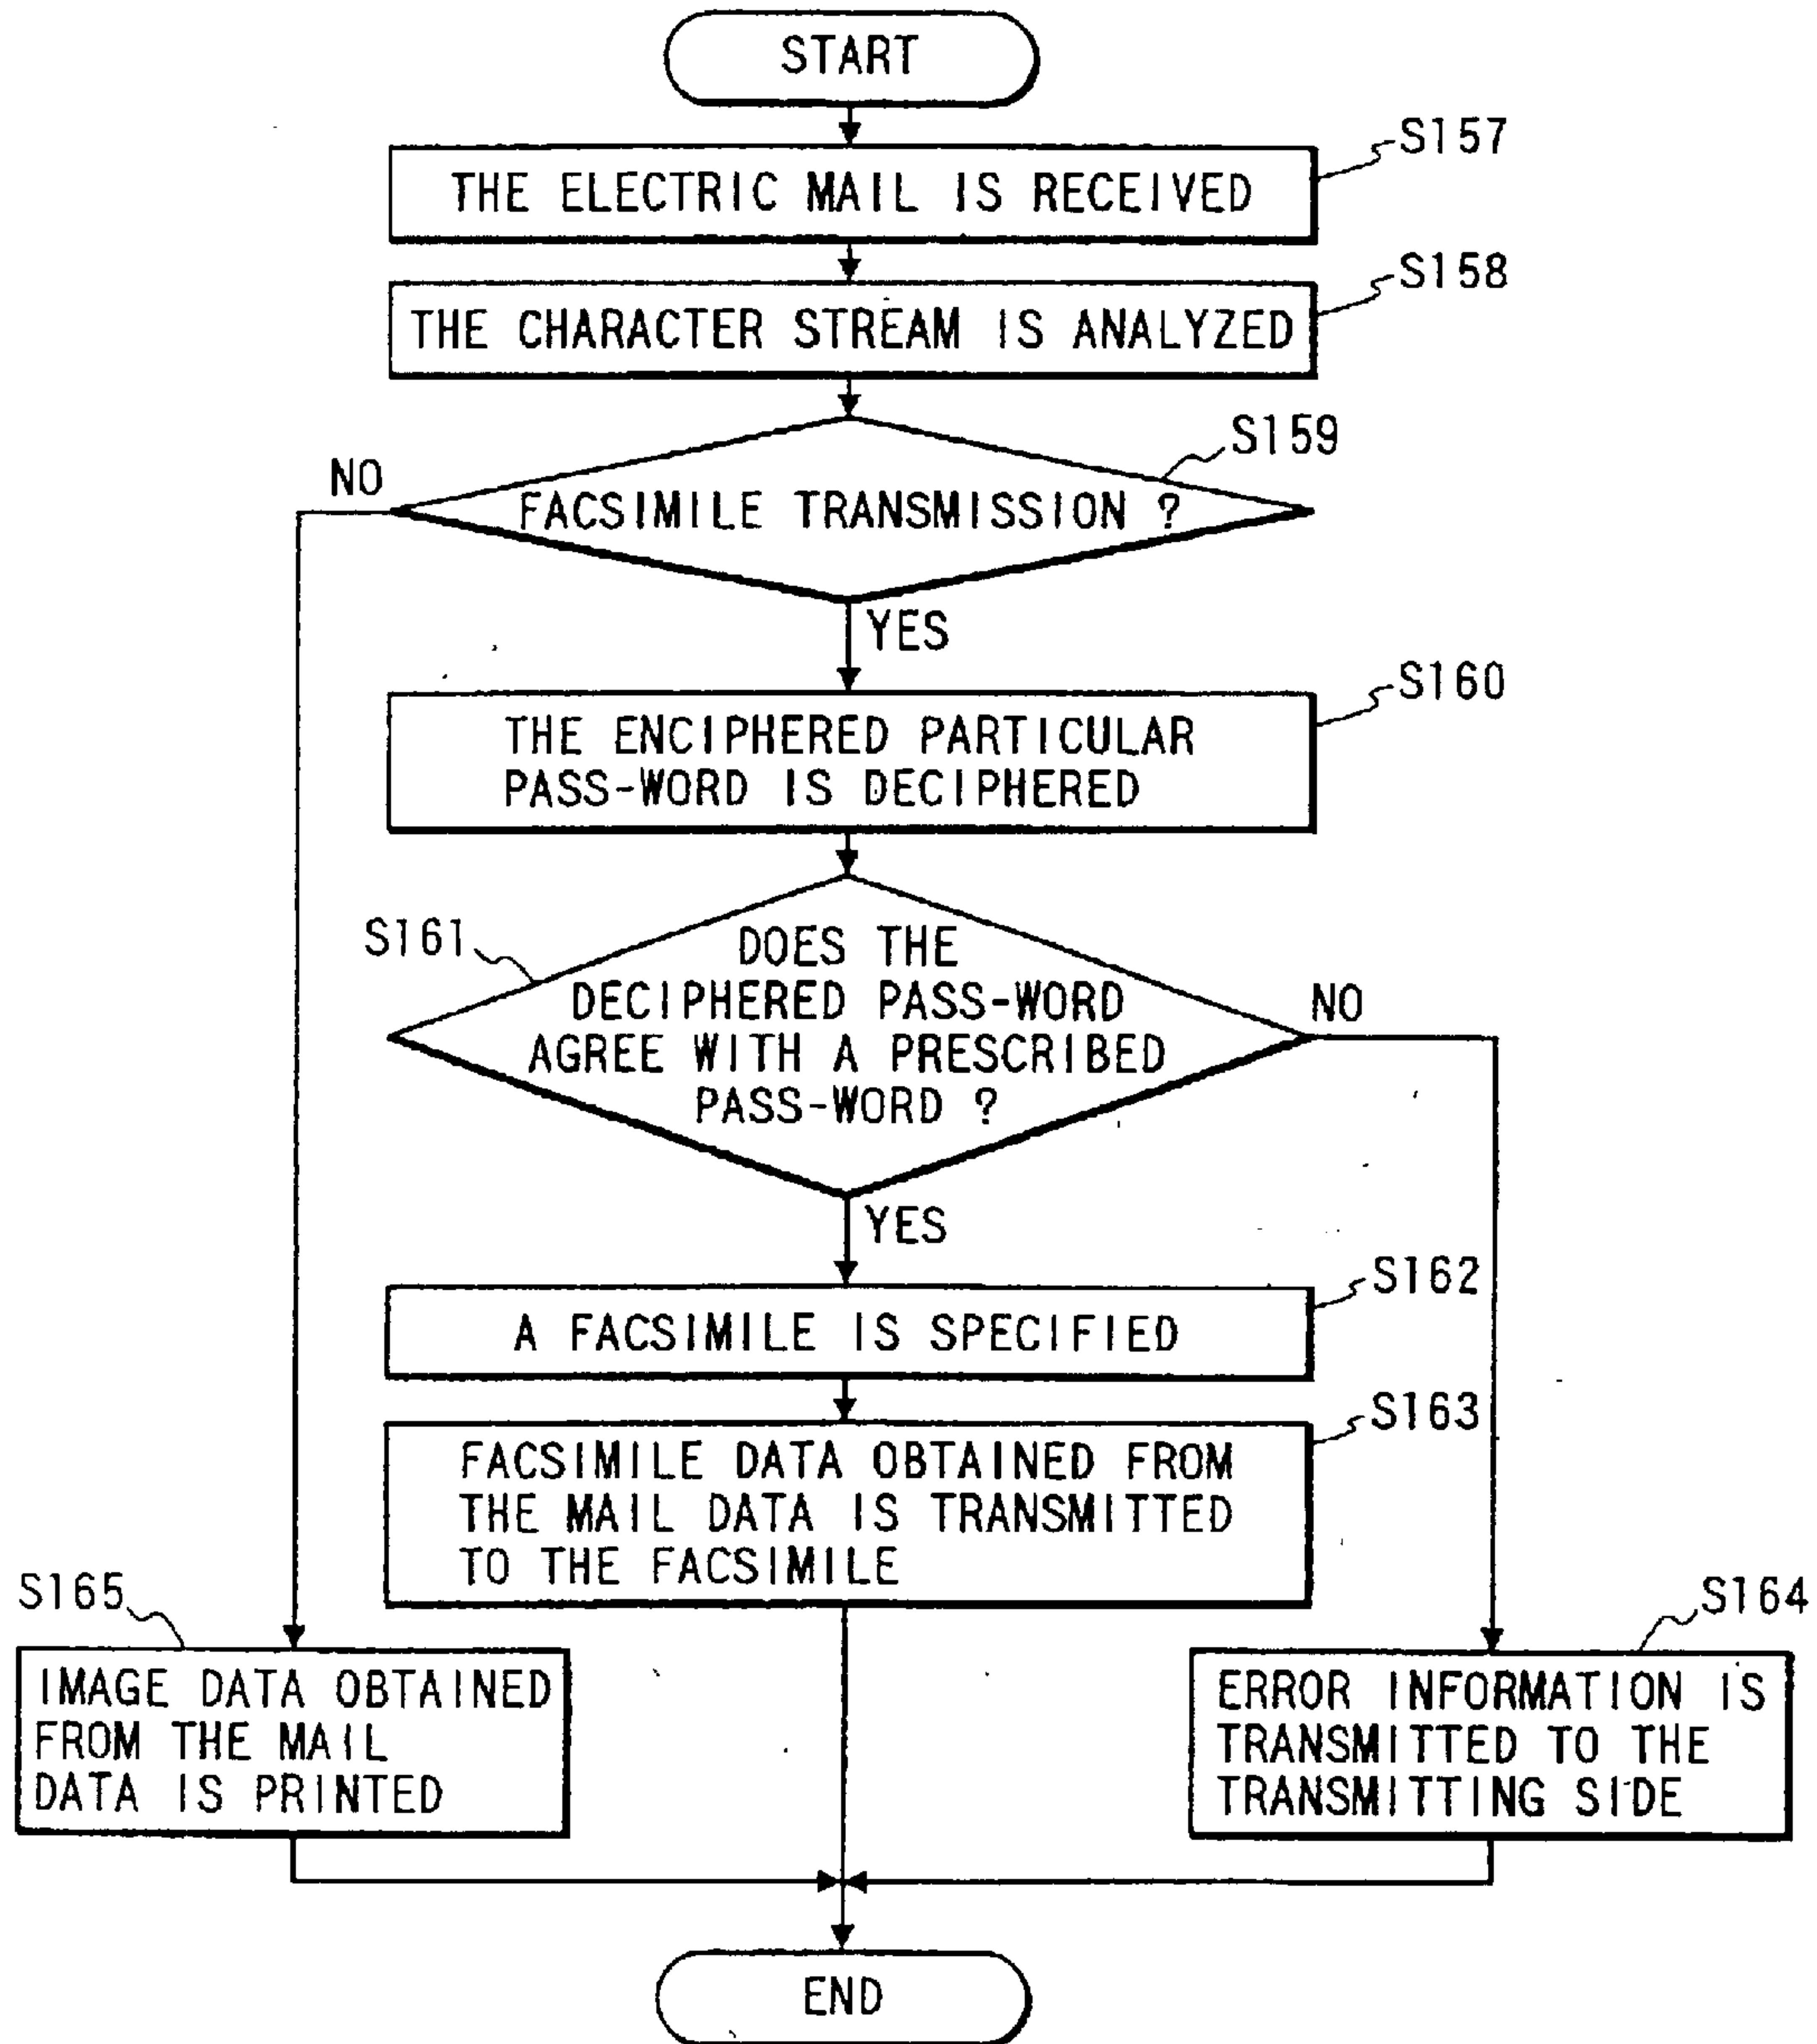 START
S157
THE ELECTRIC MAIL IS RECEIVED
S158
THE CHARACTER STREAM IS ANALYZED
S159
NO
FACSIMILE TRANSMISSION ?
YES
S160
THE ENCIPHERED PARTICULAR
PASS-WORD IS DECIPHERED
S161
DOES THE
DECIPHERED PASS-WORD
AGREE WITH A PRESCRIBED
PASS-WORD ?
NO
YES
S162
A FACSIMILE IS SPECIFIED
S163
FACSIMILE DATA OBTAINED FROM
THE MAIL DATA IS TRANSMITTED
TO THE FACSIMILE
S165
IMAGE DATA OBTAINED
FROM THE MAIL
DATA IS PRINTED
S164
ERROR INFORMATION IS
TRANSMITTED TO THE
TRANSMITTING SIDE
END